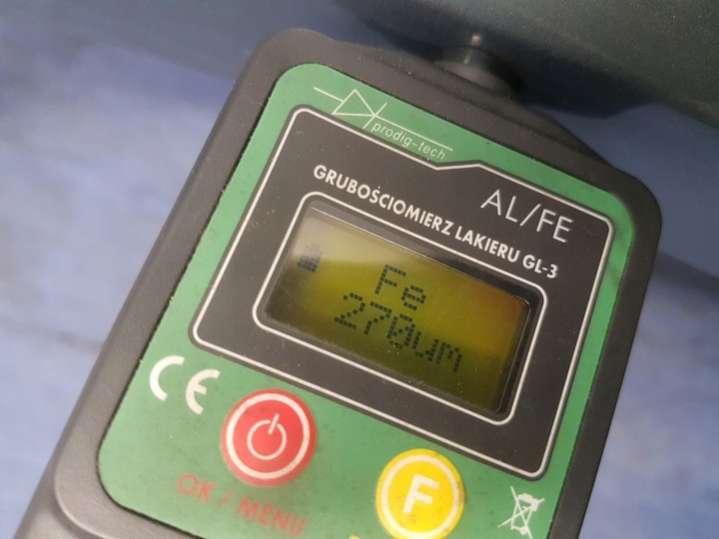 prodig-tech
AL/FE
GRUBOŚCIOMIERZ LAKIERU GL-3
Fe
270um
CE
OK / MENU
F